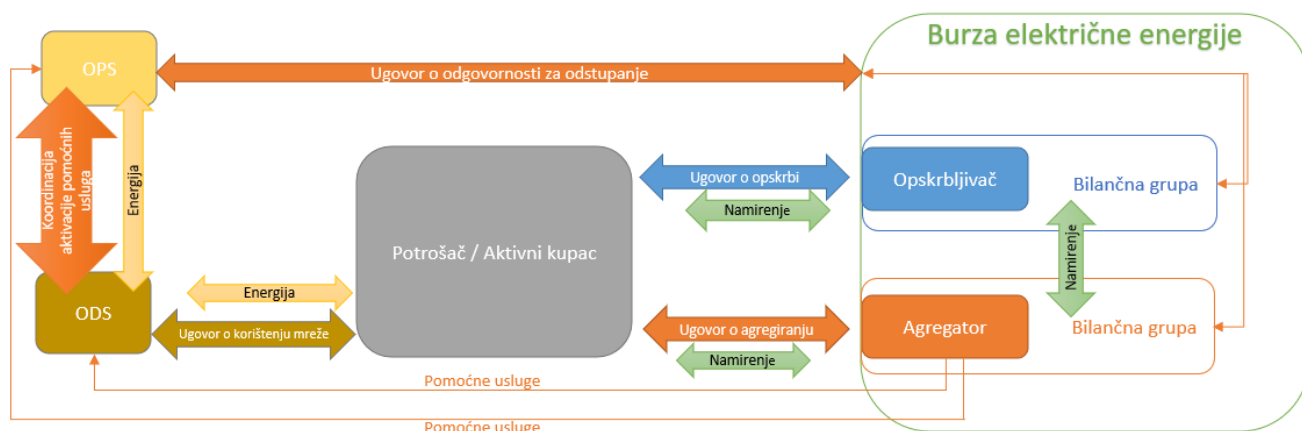 Burza električne energije
OPS
Ugovor o odgovornosti za odstupanje
Koordinacija
aktivacije pomoćnih
usluga
Energija
Potrošač / Aktivni kupac
Ugovor o opskrbi
Namirenje
Opskrbljivač
Bilančna grupa
Namirenje
ODS
Energija
Ugovor o korištenju mreže
Ugovor o agregiranju
Namirenje
Agregator
Bilančna grupa
Pomoćne usluge
Pomoćne usluge